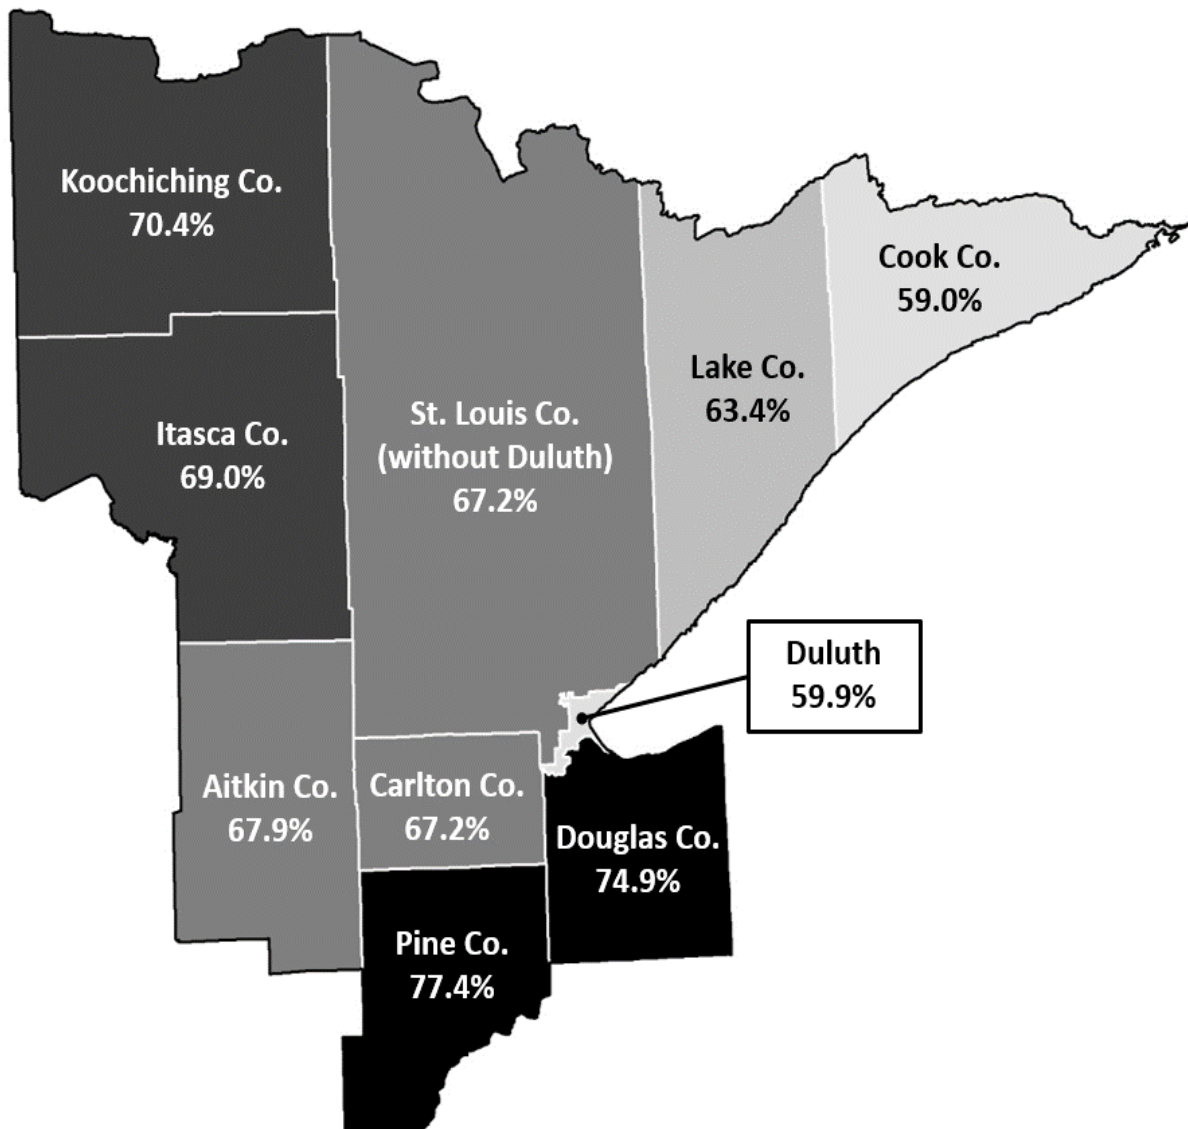 Koochiching Co.
70.4%
Cook Co.
59.0%
Lake Co.
63.4%
St. Louis Co.
(without Duluth)
67.2%
Itasca Co.
69.0%
Duluth
59.9%
Aitkin Co.
67.9%
Carlton Co.
67.2%
Douglas Co.
74.9%
Pine Co.
77.4%